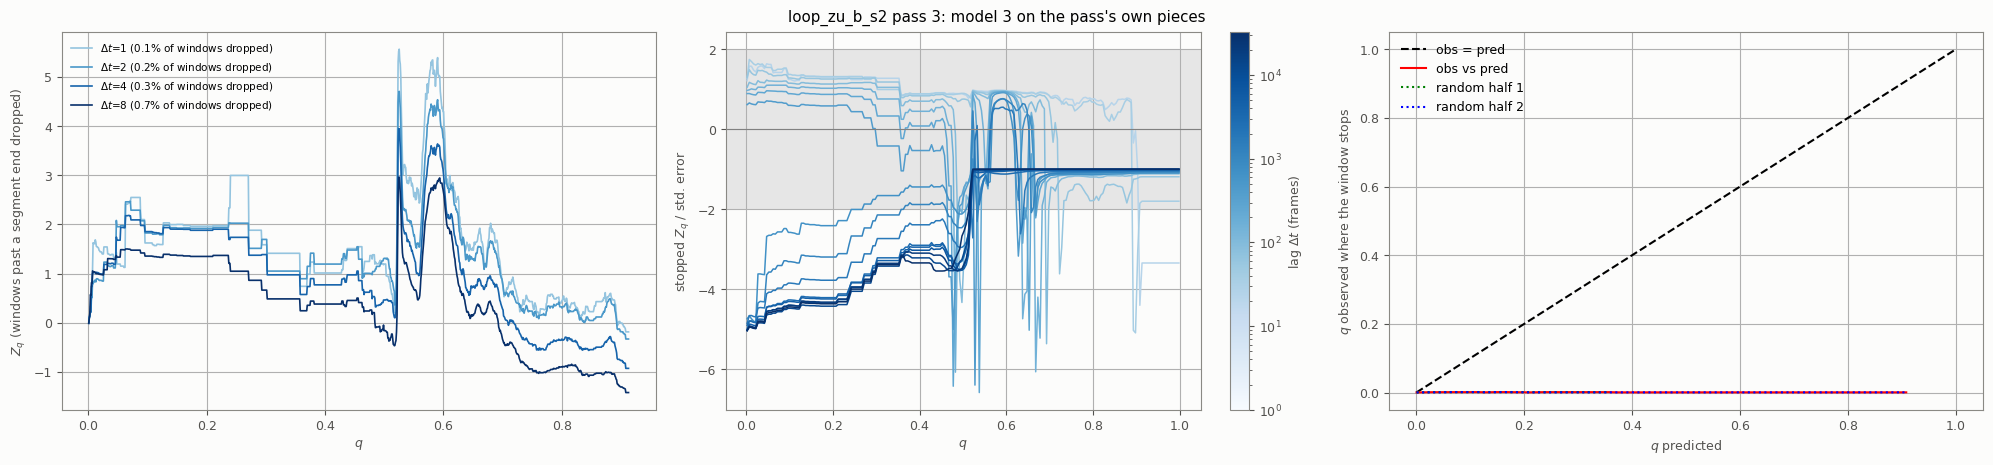 loop_zu_b_s2 pass 3: model 3 on the pass's own pieces
Z_q (windows past a segment end dropped)
Δt=1 (0.1% of windows dropped)
Δt=2 (0.2% of windows dropped)
Δt=4 (0.3% of windows dropped)
Δt=8 (0.7% of windows dropped)
5
4
3
2
1
0
−1
0.0 0.2 0.4 0.6 0.8
q
stopped Z_q / std. error
2
0
−2
−4
−6
0.0 0.2 0.4 0.6 0.8 1.0
q
10^4
10^3
10^2
10^1
10^0
lag Δt (frames)
q observed where the window stops
obs = pred
obs vs pred
random half 1
random half 2
1.0
0.8
0.6
0.4
0.2
0.0
0.0 0.2 0.4 0.6 0.8 1.0
q predicted